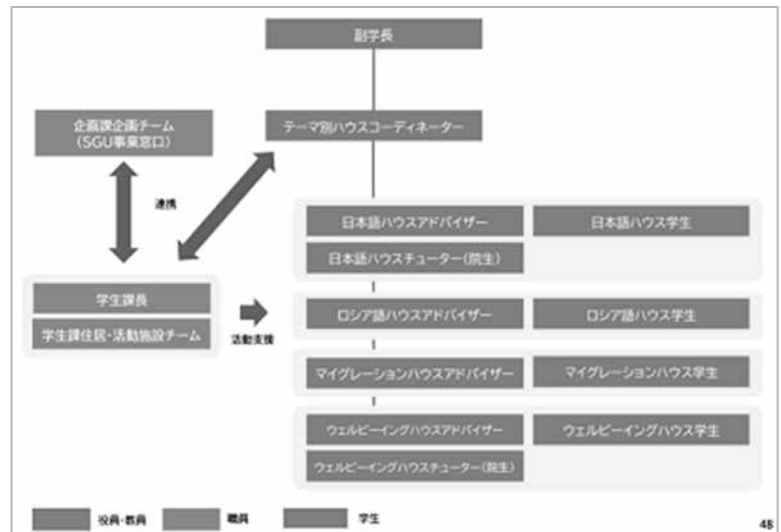 副学長
企画課企画チーム
(SGU事業窓口)
テーマ別ハウスコーディネーター
連携
日本語ハウスアドバイザー
日本語ハウス学生
日本語ハウスチューター(院生)
学生課長
学生課住居・活動施設チーム
活動支援
ロシア語ハウスアドバイザー
ロシア語ハウス学生
マイグレーションハウスアドバイザー
マイグレーションハウス学生
ウェルビーイングハウスアドバイザー
ウェルビーイングハウス学生
ウェルビーイングハウスチューター(院生)
役員・教員
職員
学生
48